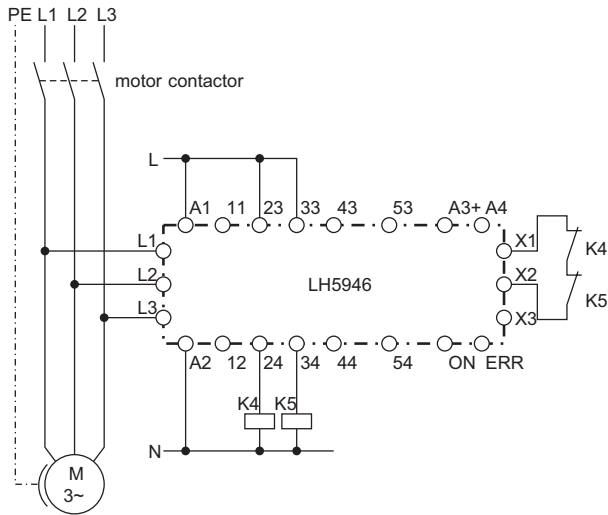 PE L1 L2 L3
motor contactor
L
A1 11 23 33 43 53 A3+ A4
L1 X1
K4
L2 LH5946 X2
K5
L3 X3
A2 12 24 34 44 54 ON ERR
K4 K5
N
M
3~